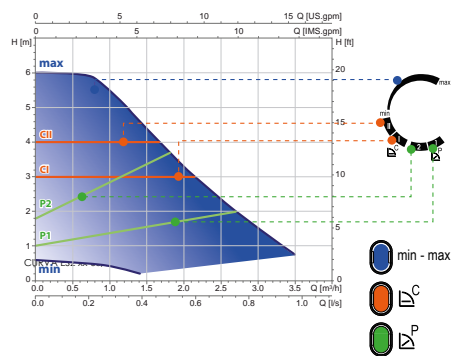 0 5 10 15 Q [US.gpm]
0 5 10 Q [IMS.gpm]
H [m] H [ft]
max
6 20
5
CII 15
4
CI
3 10
P2
2
P1 5
1
min
0 0
0.0 0.5 1.0 1.5 2.0 2.5 3.0 3.5 Q [m³/h]
0.0 0.2 0.4 0.6 0.8 1.0 Q [l/s]
max
min
II
I
C
2
P
min - max
C
P